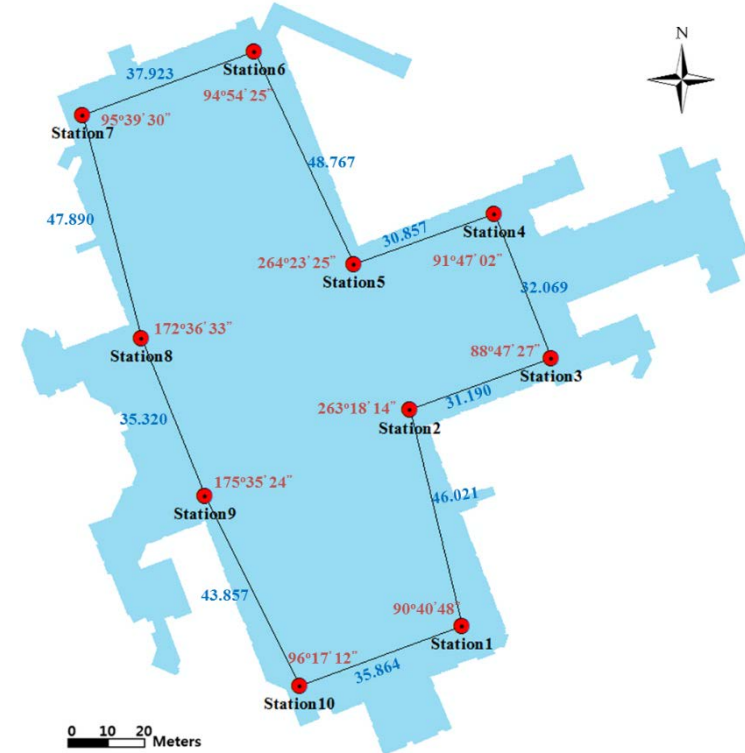 N
Station6
37.923
94°54'25"
95°39'30"
Station7
48.767
Station4
47.890
30.857
264°23'25"
91°47'02"
Station5
32.069
172°36'33"
Station8
88°47'27"
Station3
31.190
263°18'14"
Station2
35.320
175°35'24"
46.021
Station9
43.857
90°40'48"
Station1
96°17'12"
35.864
Station10
0 10 20
Meters